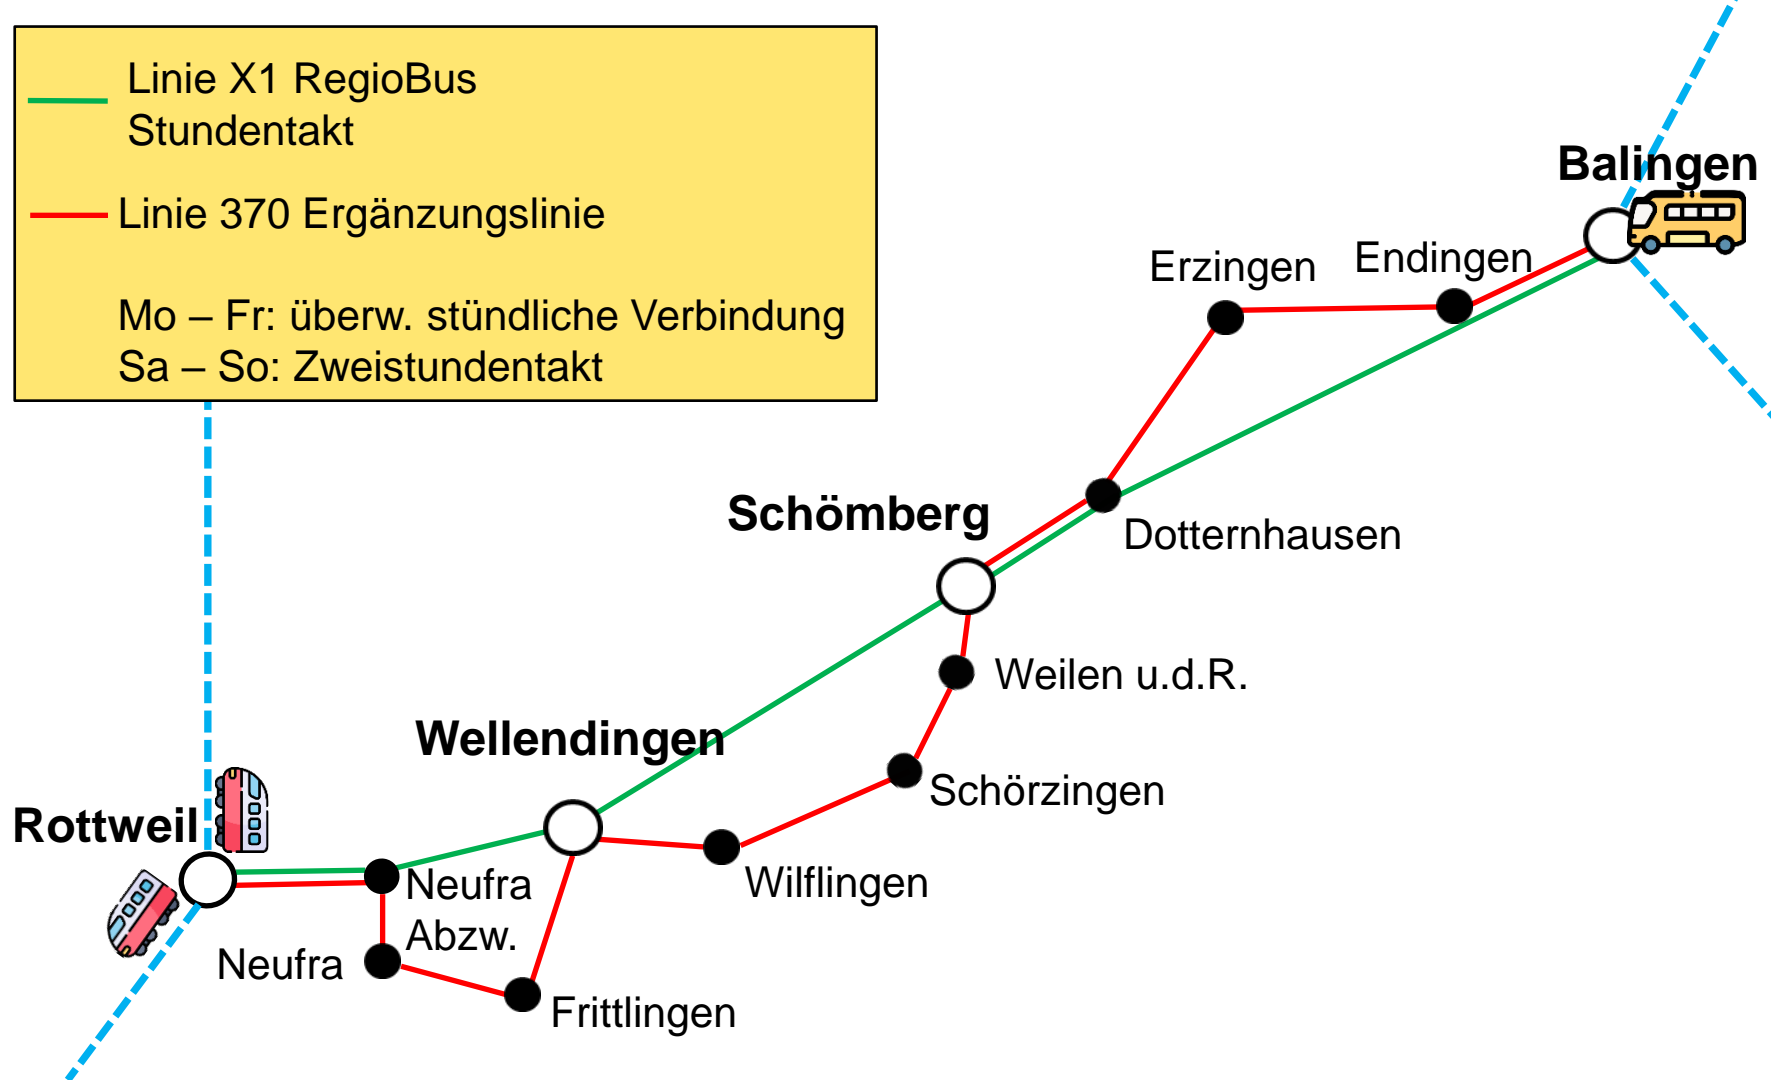 Linie X1 RegioBus
Stundentakt
Linie 370 Ergänzungslinie
Mo – Fr: überw. stündliche Verbindung
Sa – So: Zweistundentakt
Balingen
Erzingen
Endingen
Schömberg
Dotternhausen
Weilen u.d.R.
Wellendingen
Schörzingen
Rottweil
Wilflingen
Neufra
Abzw.
Neufra
Frittlingen